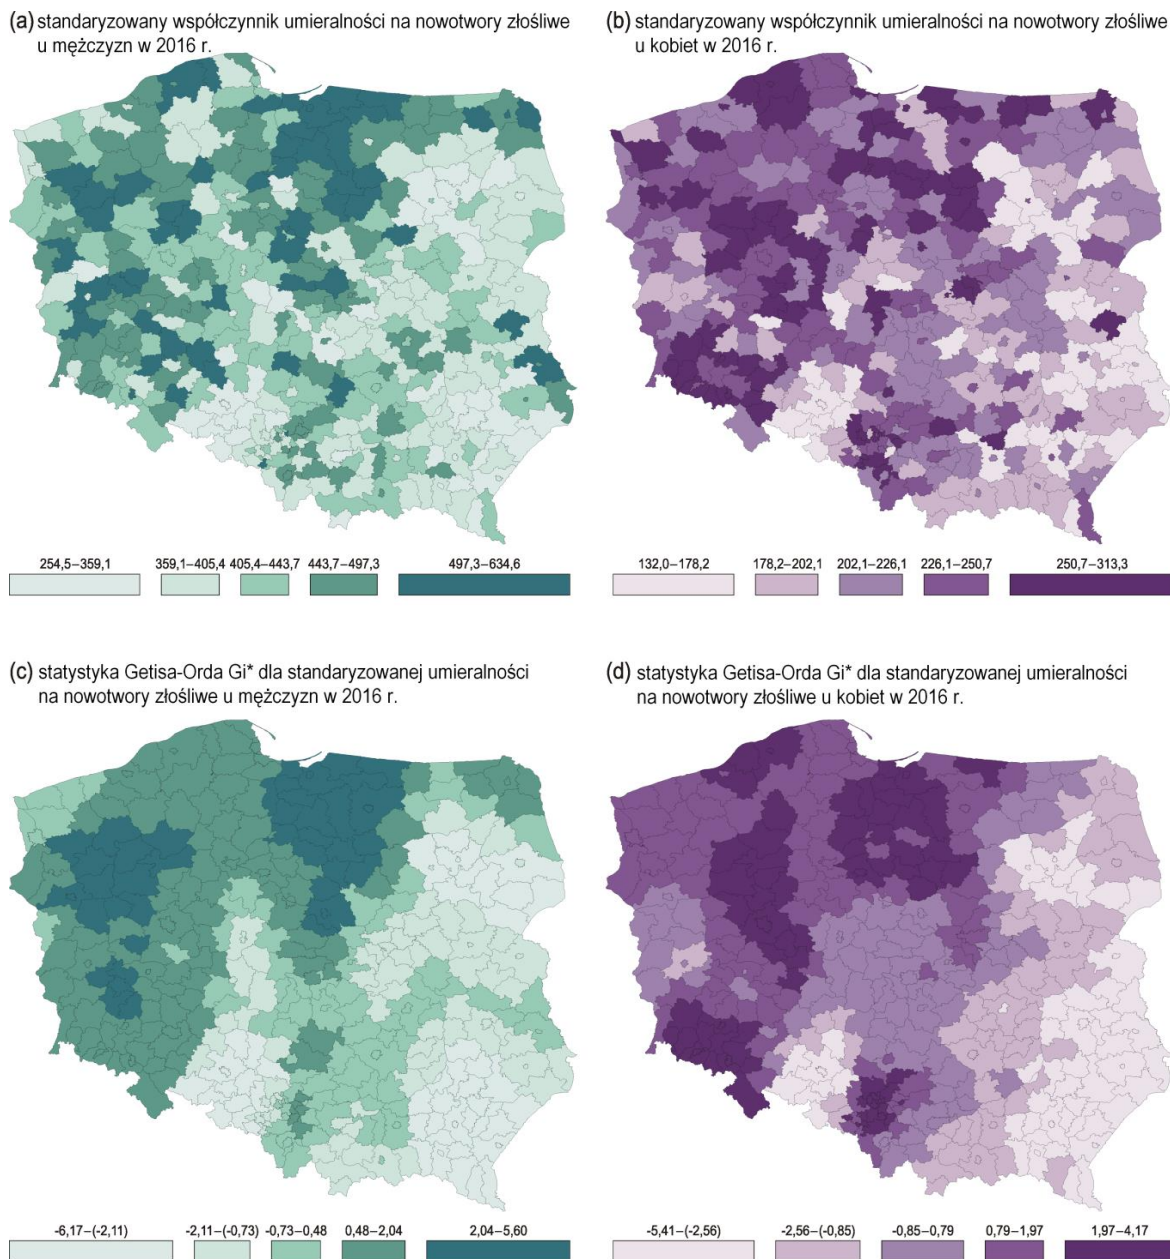 (a) standaryzowany współczynnik umieralności na nowotwory złośliwe
u mężczyzn w 2016 r.
(b) standaryzowany współczynnik umieralności na nowotwory złośliwe
u kobiet w 2016 r.
254,5–359,1 359,1–405,4 405,4–443,7 443,7–497,3 497,3–634,6
132,0–178,2 178,2–202,1 202,1–226,1 226,1–250,7 250,7–313,3
(c) statystyka Getisa-Orda Gi* dla standaryzowanej umieralności
na nowotwory złośliwe u mężczyzn w 2016 r.
(d) statystyka Getisa-Orda Gi* dla standaryzowanej umieralności
na nowotwory złośliwe u kobiet w 2016 r.
-6,17–(-2,11) -2,11–(-0,73) -0,73–0,48 0,48–2,04 2,04–5,60
-5,41–(-2,56) -2,56–(-0,85) -0,85–0,79 0,79–1,97 1,97–4,17